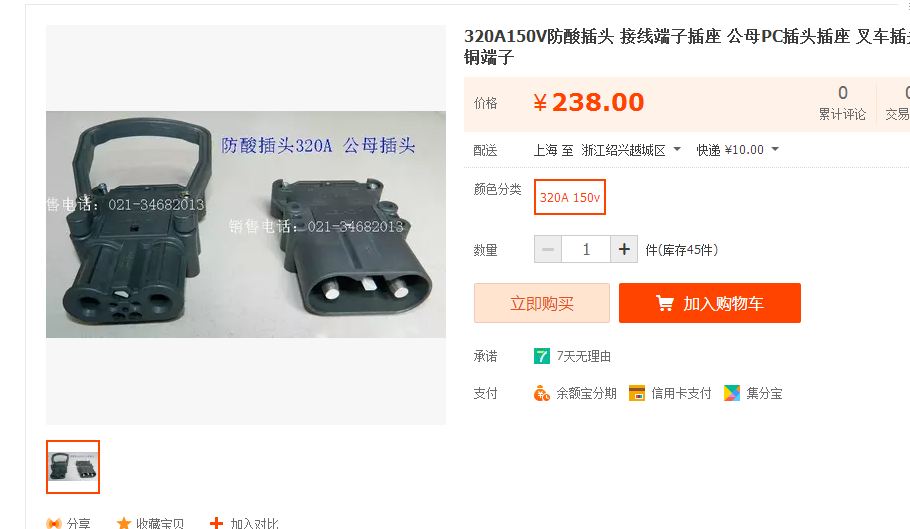 320A150V防酸插头 接线端子插座 公母PC插头插座 叉车插
铜端子
价格
¥238.00
0
累计评论
交易
配送
上海 至 浙江绍兴越城区
快递 ¥10.00
颜色分类
320A 150v
数量
1
件(库存45件)
立即购买
加入购物车
承诺
7
7天无理由
支付
余额宝分期
信用卡支付
集分宝
防酸插头320A 公母插头
售电话：021-34682013
销售电话：021-34682013
分享
收藏宝贝
加入对比